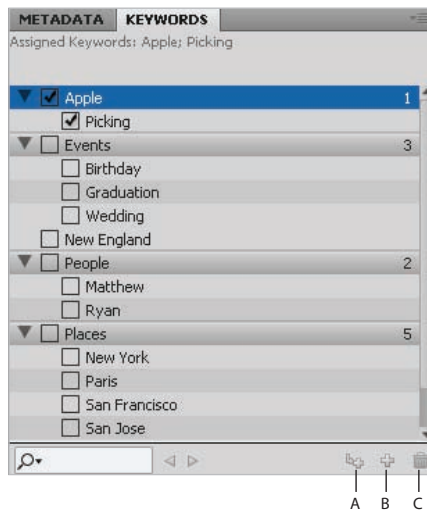 METADATA KEYWORDS
Assigned Keywords: Apple; Picking
Apple 1
Picking
Events 3
Birthday
Graduation
Wedding
New England
People 2
Matthew
Ryan
Places 5
New York
Paris
San Francisco
San Jose
A B C